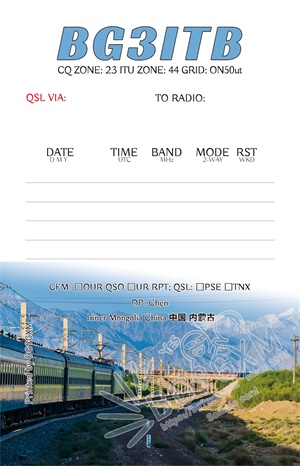 BG3ITB
CQ ZONE: 23 ITU ZONE: 44 GRID: ON50ut
QSL VIA: TO RADIO:
DATE TIME BAND MODE RST
D M Y UTC MHz 2-WAY WKD
CFM: □OUR QSO □UR RPT; QSL: □PSE □TNX
OP: Chen
Inner Mongolia China 中国 内蒙古